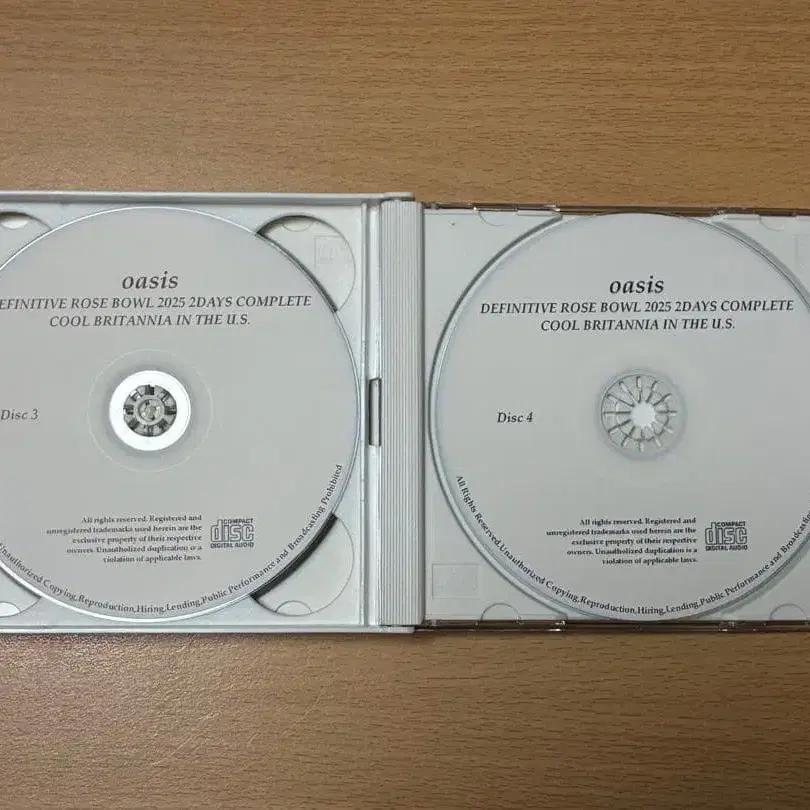 oasis
EFINITIVE ROSE BOWL 2025 2DAYS COMPLETE
COOL BRITANNIA IN THE U.S.
Disc 3
All rights reserved. Registered and
unregistered trademarks used herein are the
exclusive property of their respective
owners. Unautholized duplication is a
violation of applicable laws.
COMPACT
disc
DIGITAL AUDIO
Unauthorized Copying,Reproduction,Hiring,Lending,Public Performance and Broadcasting Prohibited
oasis
DEFINITIVE ROSE BOWL 2025 2DAYS COMPLETE
COOL BRITANNIA IN THE U.S.
Disc 4
All rights reserved. Registered and
unregistered trademarks used herein are the
exclusive property of their respective
owners. Unautholized duplication is a
violation of applicable laws.
COMPACT
disc
DIGITAL AUDIO
All Rights Reserved.Unauthorized Copying,Reproduction,Hiring,Lending,Public Performance and Broadcasting